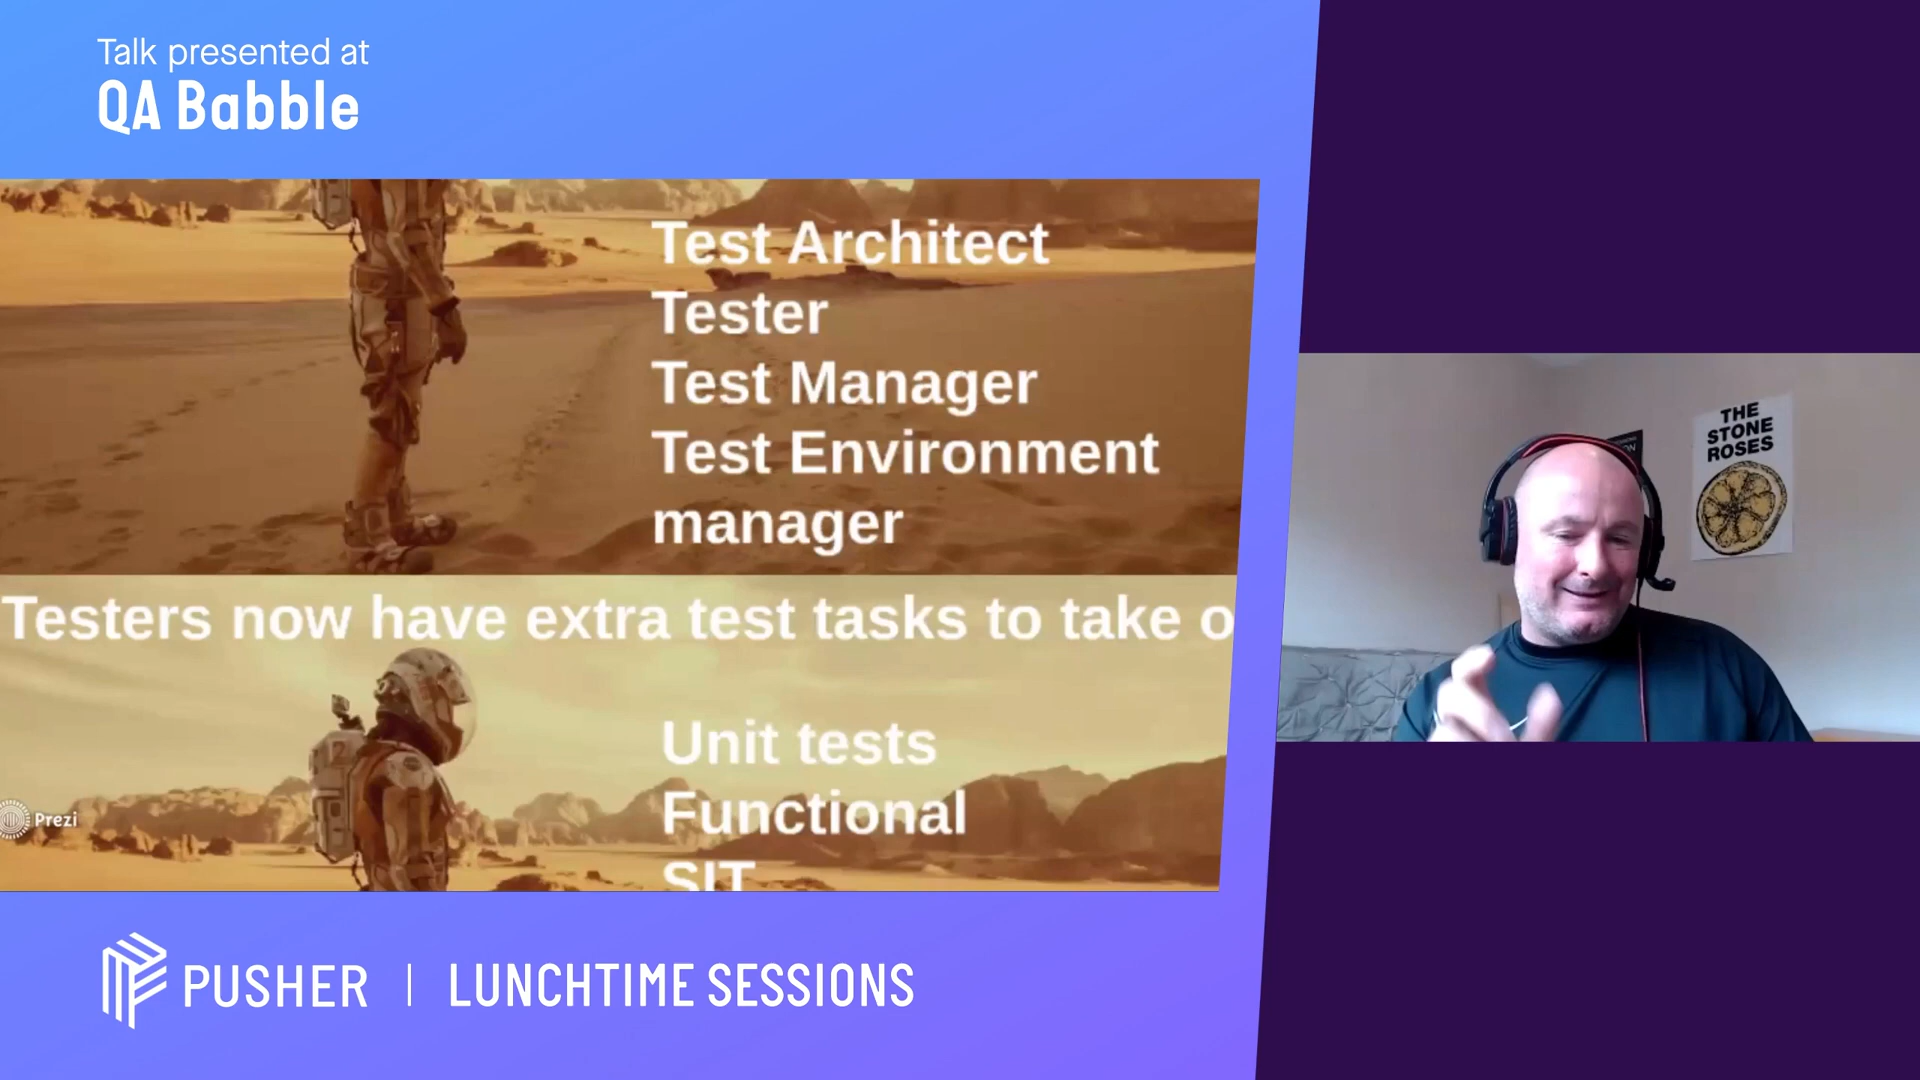 Talk presented at
QA Babble
Test Architect
Tester
Test Manager
Test Environment
manager
Testers now have extra test tasks to take o
Unit tests
Functional
SIT
Prezi
PUSHER | LUNCHTIME SESSIONS
THE
STONE
ROSES